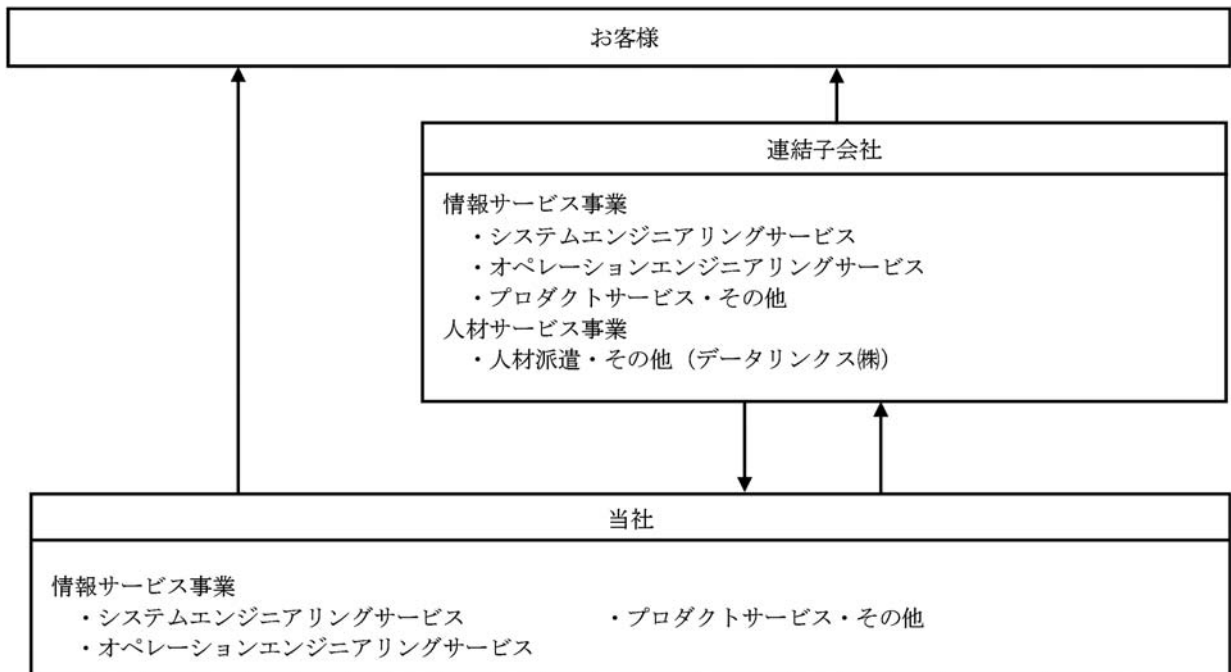 お客様
連結子会社
情報サービス事業
・システムエンジニアリングサービス
・オペレーションエンジニアリングサービス
・プロダクトサービス・その他
人材サービス事業
・人材派遣・その他（データリンクス㈱）
当社
情報サービス事業
・システムエンジニアリングサービス　・プロダクトサービス・その他
・オペレーションエンジニアリングサービス